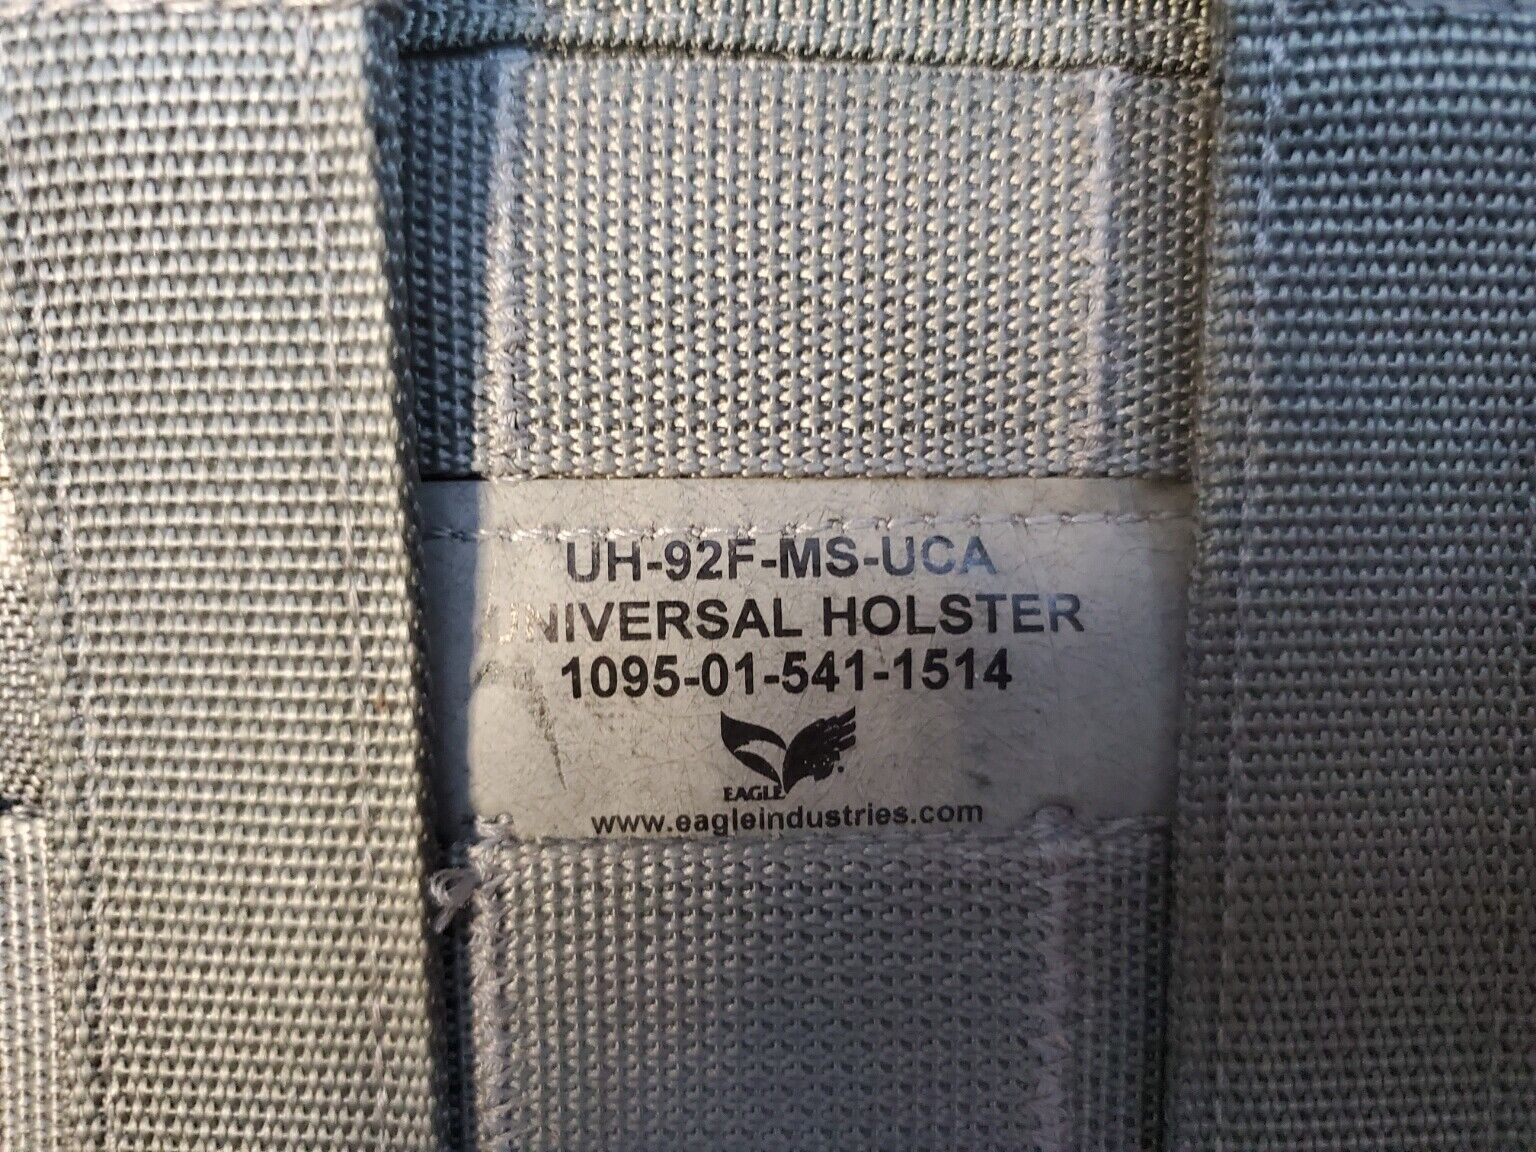 UH-92F-MS-UCA
UNIVERSAL HOLSTER
1095-01-541-1514
EAGLE
www.eagleindustries.com